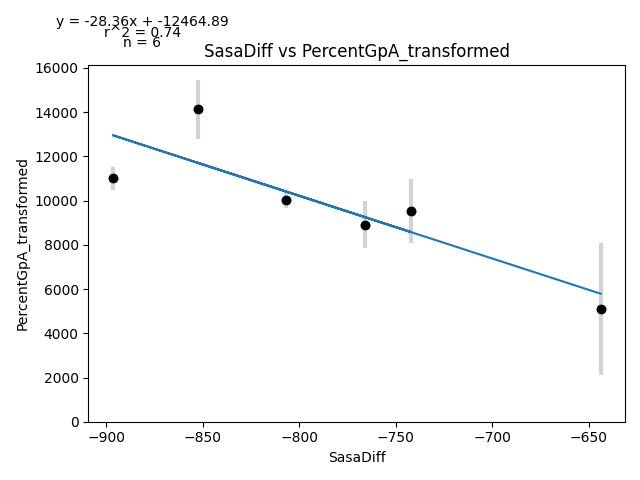 y = -28.36x + -12464.89
r^2 = 0.74
n = 6
SasaDiff vs PercentGpA_transformed
16000
14000
12000
10000
8000
6000
4000
2000
0
PercentGpA_transformed
−900
−850
−800
−750
−700
−650
SasaDiff